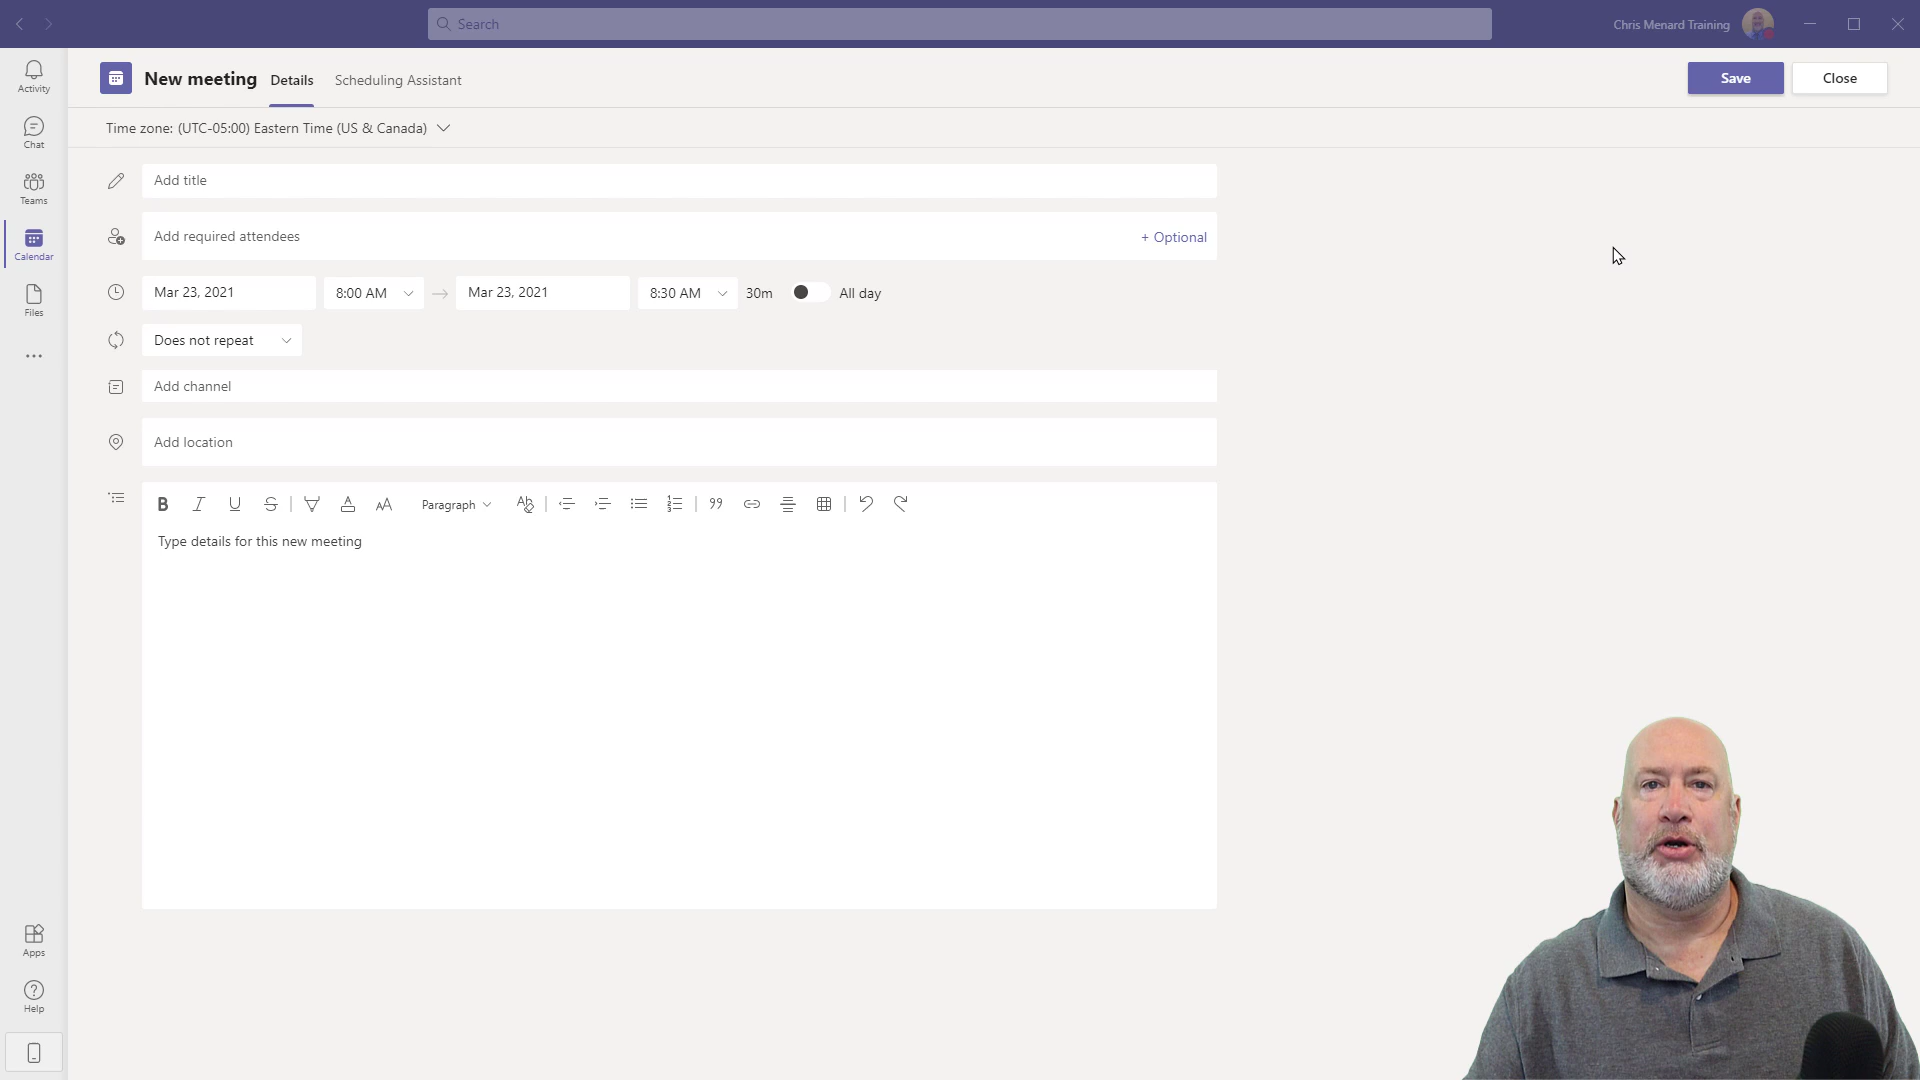 Search
Chris Menard Training
Activity
Chat
Teams
Calendar
Files
Apps
Help
New meeting
Details
Scheduling Assistant
Save
Close
Time zone: (UTC-05:00) Eastern Time (US & Canada)
Add title
Add required attendees
+ Optional
Mar 23, 2021
8:00 AM
Mar 23, 2021
8:30 AM
30m
All day
Does not repeat
Add channel
Add location
Paragraph
Type details for this new meeting